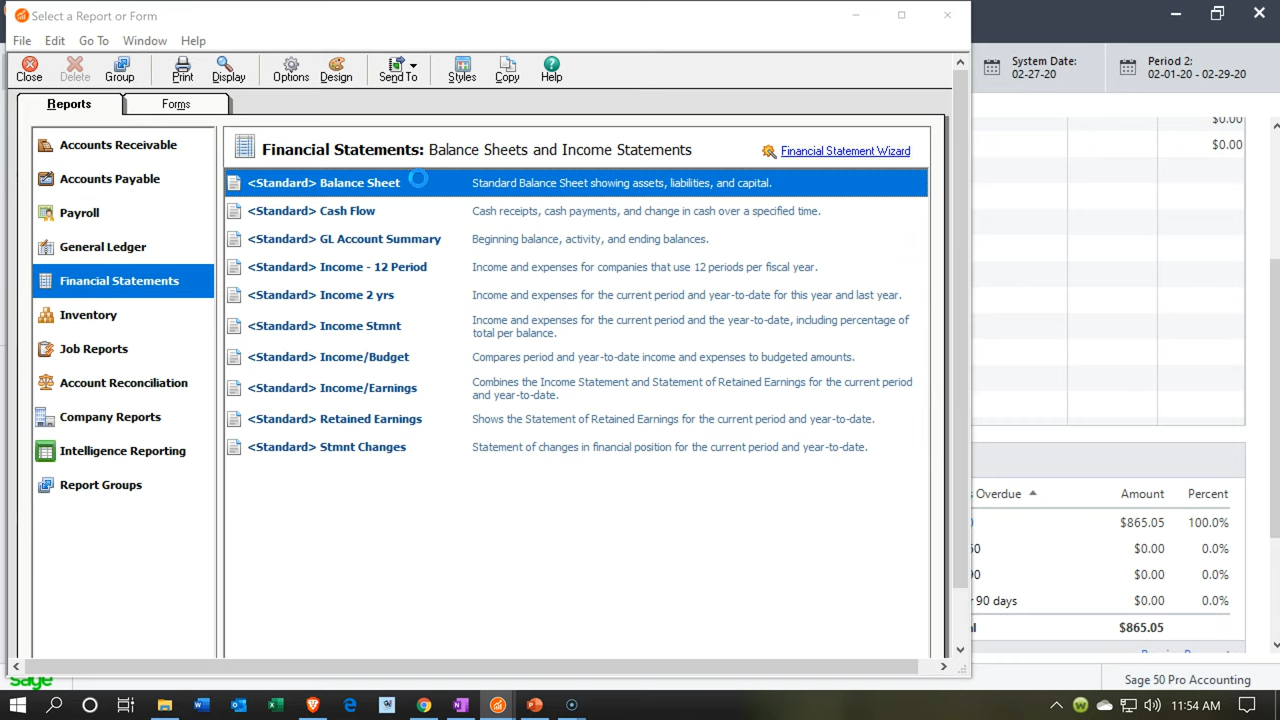 Select a Report or Form
File Edit Go To Window Help
Close Delete Group Print Display Options Design Send To Styles Copy Help
System Date:
02-27-20
Period 2:
02-01-20 - 02-29-20
Reports Forms
Accounts Receivable
Accounts Payable
Payroll
General Ledger
Financial Statements
Inventory
Job Reports
Account Reconciliation
Company Reports
Intelligence Reporting
Report Groups
Financial Statements: Balance Sheets and Income Statements
Financial Statement Wizard
<Standard> Balance Sheet Standard Balance Sheet showing assets, liabilities, and capital.
<Standard> Cash Flow Cash receipts, cash payments, and change in cash over a specified time.
<Standard> GL Account Summary Beginning balance, activity, and ending balances.
<Standard> Income - 12 Period Income and expenses for companies that use 12 periods per fiscal year.
<Standard> Income 2 yrs Income and expenses for the current period and year-to-date for this year and last year.
<Standard> Income Stmnt Income and expenses for the current period and the year-to-date, including percentage of
total per balance.
<Standard> Income/Budget Compares period and year-to-date income and expenses to budgeted amounts.
<Standard> Income/Earnings Combines the Income Statement and Statement of Retained Earnings for the current period
and year-to-date.
<Standard> Retained Earnings Shows the Statement of Retained Earnings for the current period and year-to-date.
<Standard> Stmnt Changes Statement of changes in financial position for the current period and year-to-date.
$0.00
$0.00
Overdue Amount Percent
$865.05 100.0%
$0.00 0.0%
$0.00 0.0%
90 days $0.00 0.0%
$865.05
sage
Sage 50 Pro Accounting
11:54 AM